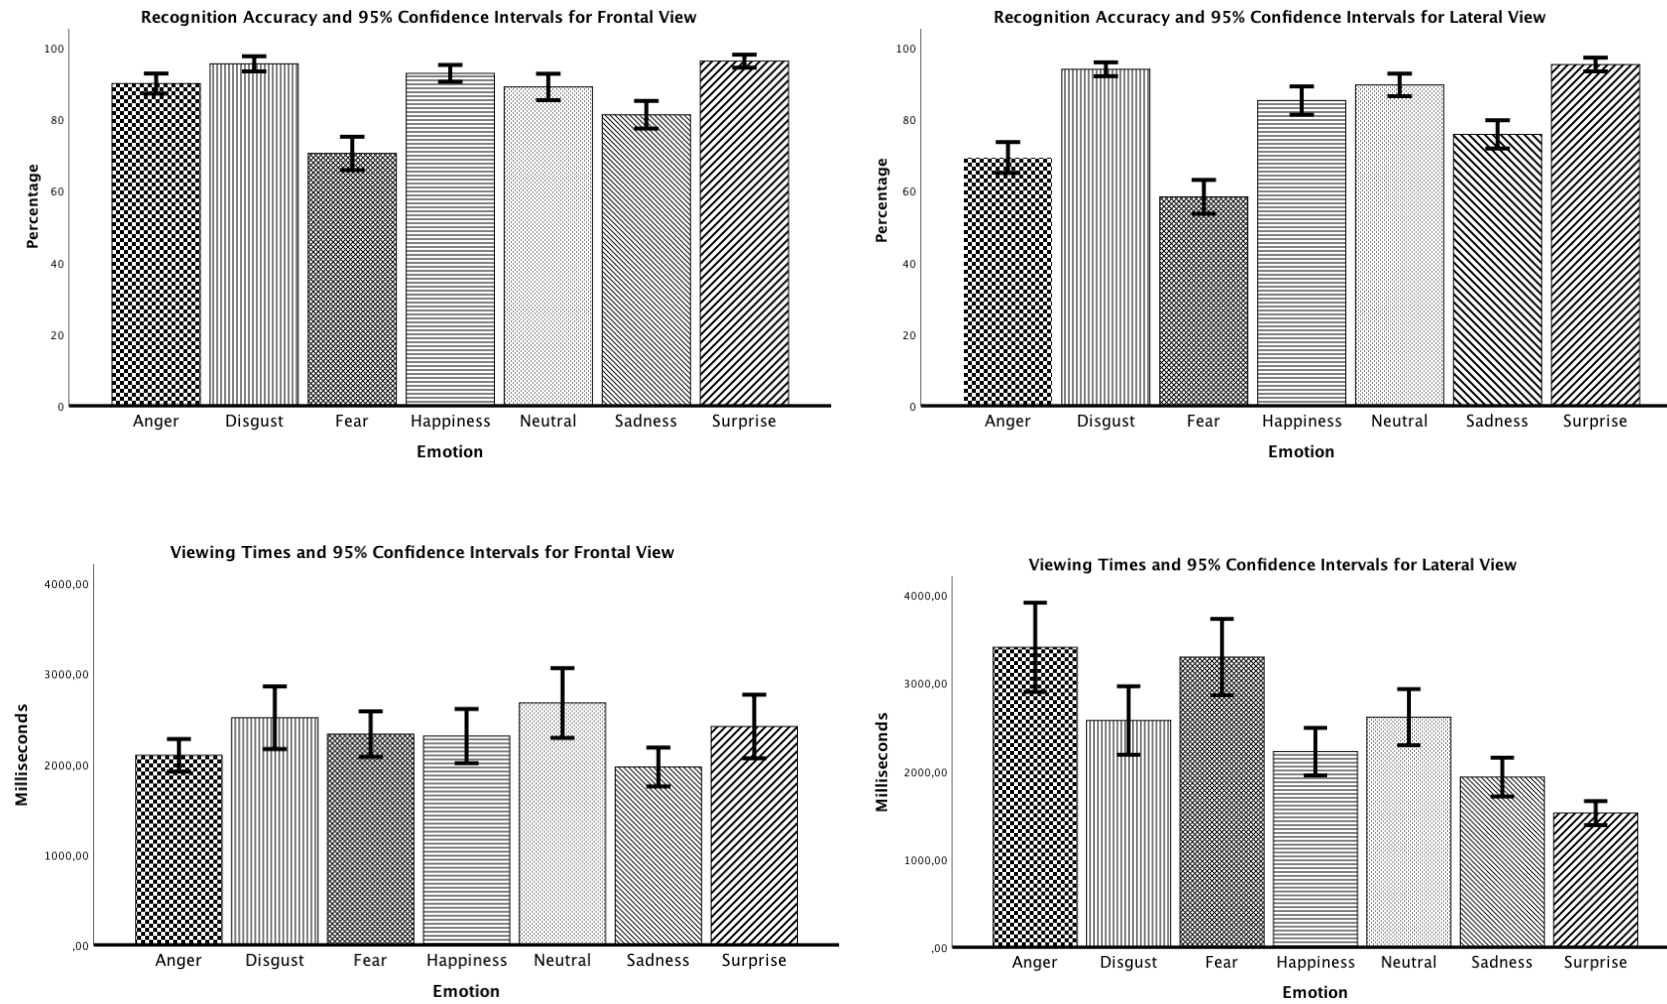 Recognition Accuracy and 95% Confidence Intervals for Frontal View
100
80
60
40
20
0
Percentage
Anger Disgust Fear Happiness Neutral Sadness Surprise
Emotion
Recognition Accuracy and 95% Confidence Intervals for Lateral View
100
80
60
40
20
0
Percentage
Anger Disgust Fear Happiness Neutral Sadness Surprise
Emotion
Viewing Times and 95% Confidence Intervals for Frontal View
4000,00
3000,00
2000,00
1000,00
,00
Milliseconds
Anger Disgust Fear Happiness Neutral Sadness Surprise
Emotion
Viewing Times and 95% Confidence Intervals for Lateral View
4000,00
3000,00
2000,00
1000,00
,00
Milliseconds
Anger Disgust Fear Happiness Neutral Sadness Surprise
Emotion